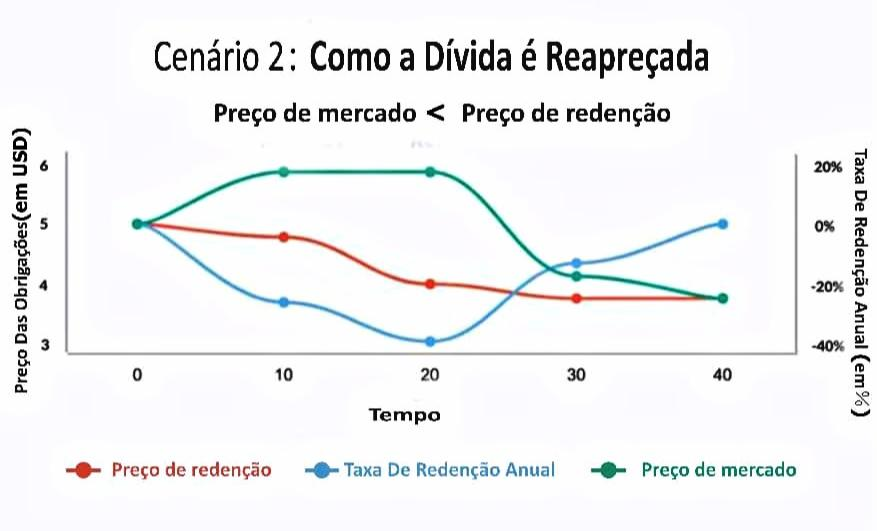 Cenário 2: Como a Dívida é Reapreçada
Preço de mercado < Preço de redenção
Preço Das Obrigações(em USD)
6
5
4
3
20%
0%
-20%
-40%
Taxa De Redenção Anual (em%)
0 10 20 30 40
Tempo
Preço de redenção Taxa De Redenção Anual Preço de mercado